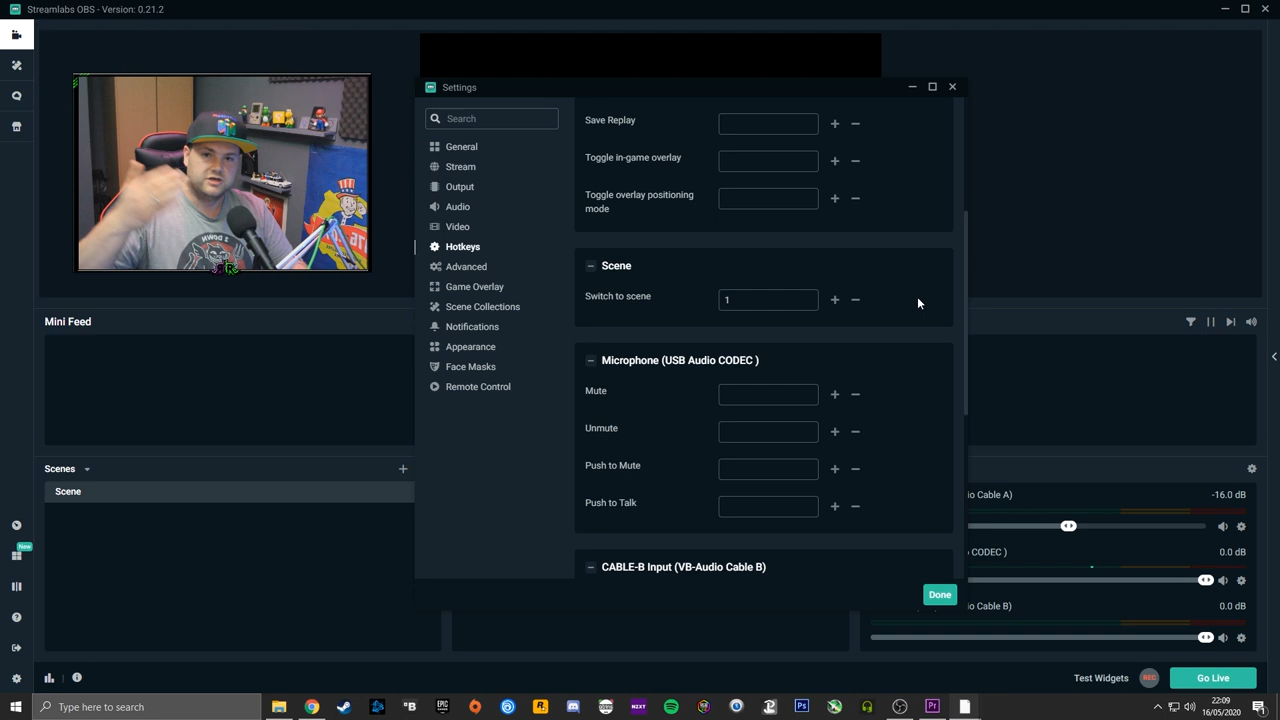 Streamlabs OBS - Version: 0.21.2
Settings
Search
General
Stream
Output
Audio
Video
Hotkeys
Advanced
Game Overlay
Scene Collections
Notifications
Appearance
Face Masks
Remote Control
Save Replay
Toggle in-game overlay
Toggle overlay positioning
mode
Scene
Switch to scene
1
Microphone (USB Audio CODEC )
Mute
Unmute
Push to Mute
Push to Talk
CABLE-B Input (VB-Audio Cable B)
Done
Mini Feed
Scenes
Scene
New
io Cable A)
-16.0 dB
CODEC )
0.0 dB
io Cable B)
0.0 dB
Test Widgets
REC
Go Live
Type here to search
22:09
16/05/2020